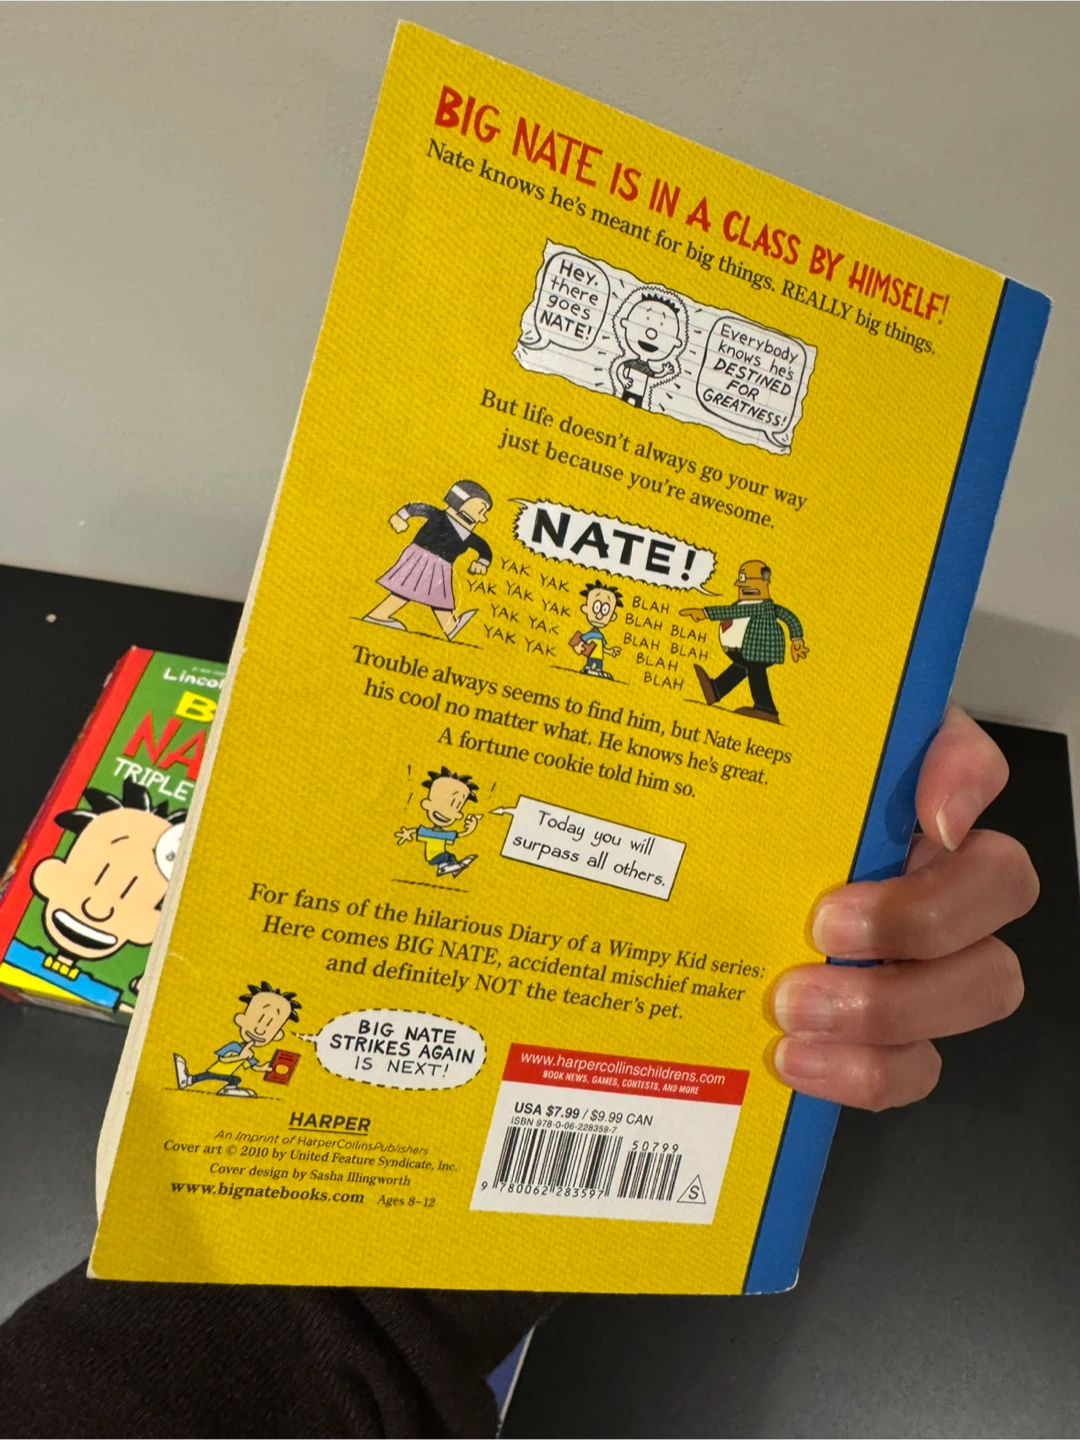 BIG NATE IS IN A CLASS BY HIMSELF!
Nate knows he's meant for big things. REALLY big things.
Hey,
there
goes
NATE!
Everybody
knows he's
DESTINED
FOR
GREATNESS!
But life doesn't always go your way
just because you're awesome.
NATE!
YAK YAK
YAK YAK YAK
YAK YAK
YAK YAK
BLAH
BLAH BLAH
BLAH BLAH
BLAH
BLAH
Trouble always seems to find him, but Nate keeps
his cool no matter what. He knows he's great.
A fortune cookie told him so.
Today you will
surpass all others.
For fans of the hilarious Diary of a Wimpy Kid series:
Here comes BIG NATE, accidental mischief maker
and definitely NOT the teacher's pet.
BIG NATE
STRIKES AGAIN
IS NEXT!
HARPER
An Imprint of HarperCollinsPublishers
Cover art © 2010 by United Feature Syndicate, Inc.
Cover design by Sasha Illingworth
www.bignatebooks.com Ages 8–12
www.harpercollinschildrens.com
BOOK NEWS, GAMES, CONTESTS, AND MORE
USA $7.99 / $9.99 CAN
ISBN 978-0-06-228359-7
50799
9 780062 283597
S
NA
TRIPLE